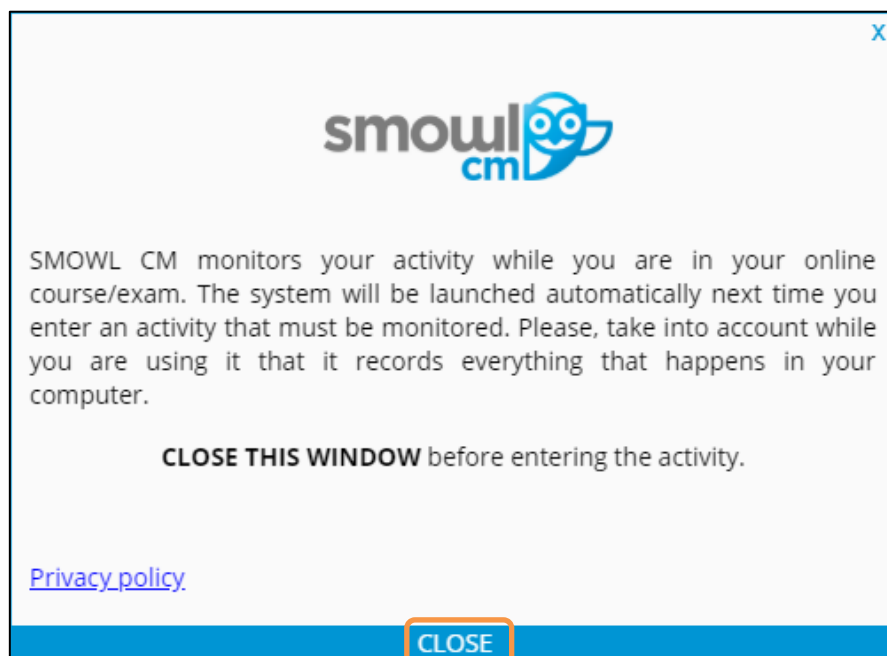 X
smowl
cm
SMOWL CM monitors your activity while you are in your online
course/exam. The system will be launched automatically next time you
enter an activity that must be monitored. Please, take into account while
you are using it that it records everything that happens in your
computer.
CLOSE THIS WINDOW before entering the activity.
Privacy policy
CLOSE